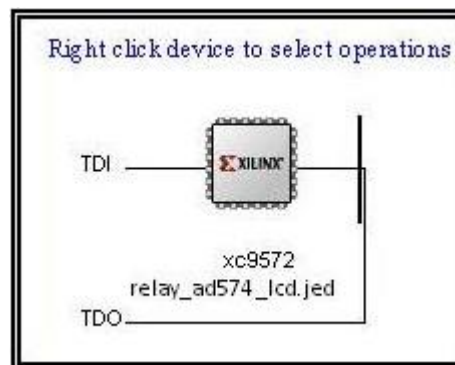 Right click device to select operations
TDI
XILINX
xc9572
relay_ad574_lcd.jed
TDO